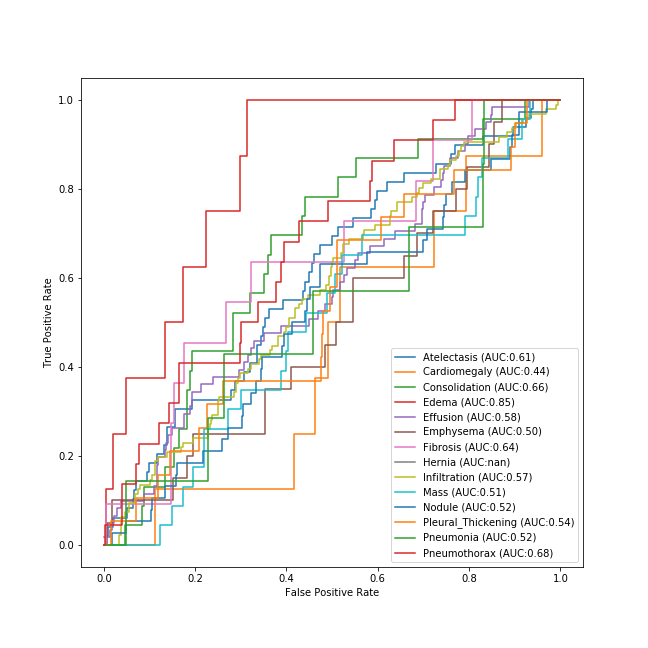 1.0
0.8
0.6
0.4
0.2
0.0
True Positive Rate
Atelectasis (AUC:0.61)
Cardiomegaly (AUC:0.44)
Consolidation (AUC:0.66)
Edema (AUC:0.85)
Effusion (AUC:0.58)
Emphysema (AUC:0.50)
Fibrosis (AUC:0.64)
Hernia (AUC:nan)
Infiltration (AUC:0.57)
Mass (AUC:0.51)
Nodule (AUC:0.52)
Pleural_Thickening (AUC:0.54)
Pneumonia (AUC:0.52)
Pneumothorax (AUC:0.68)
0.0 0.2 0.4 0.6 0.8 1.0
False Positive Rate